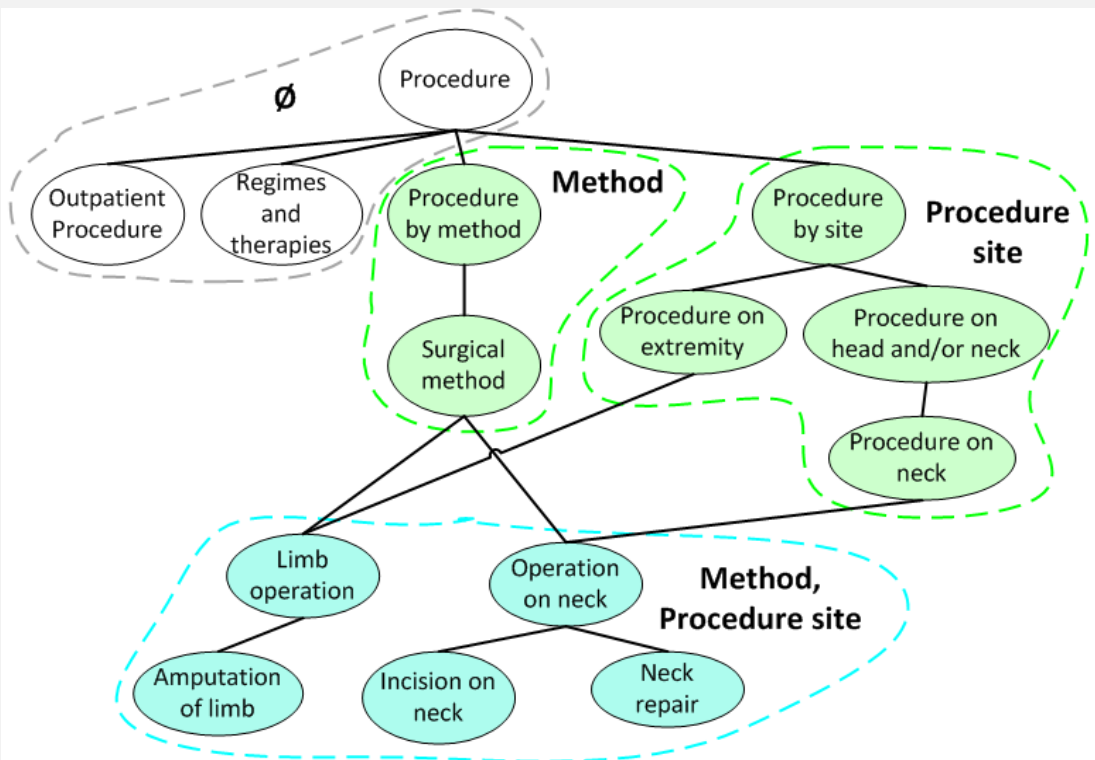 Procedure
Ø
Outpatient
Procedure
Regimes
and
therapies
Procedure
by method
Method
Procedure
by site
Procedure
site
Surgical
method
Procedure on
extremity
Procedure on
head and/or neck
Procedure on
neck
Limb
operation
Operation
on neck
Method,
Procedure site
Amputation
of limb
Incision on
neck
Neck
repair